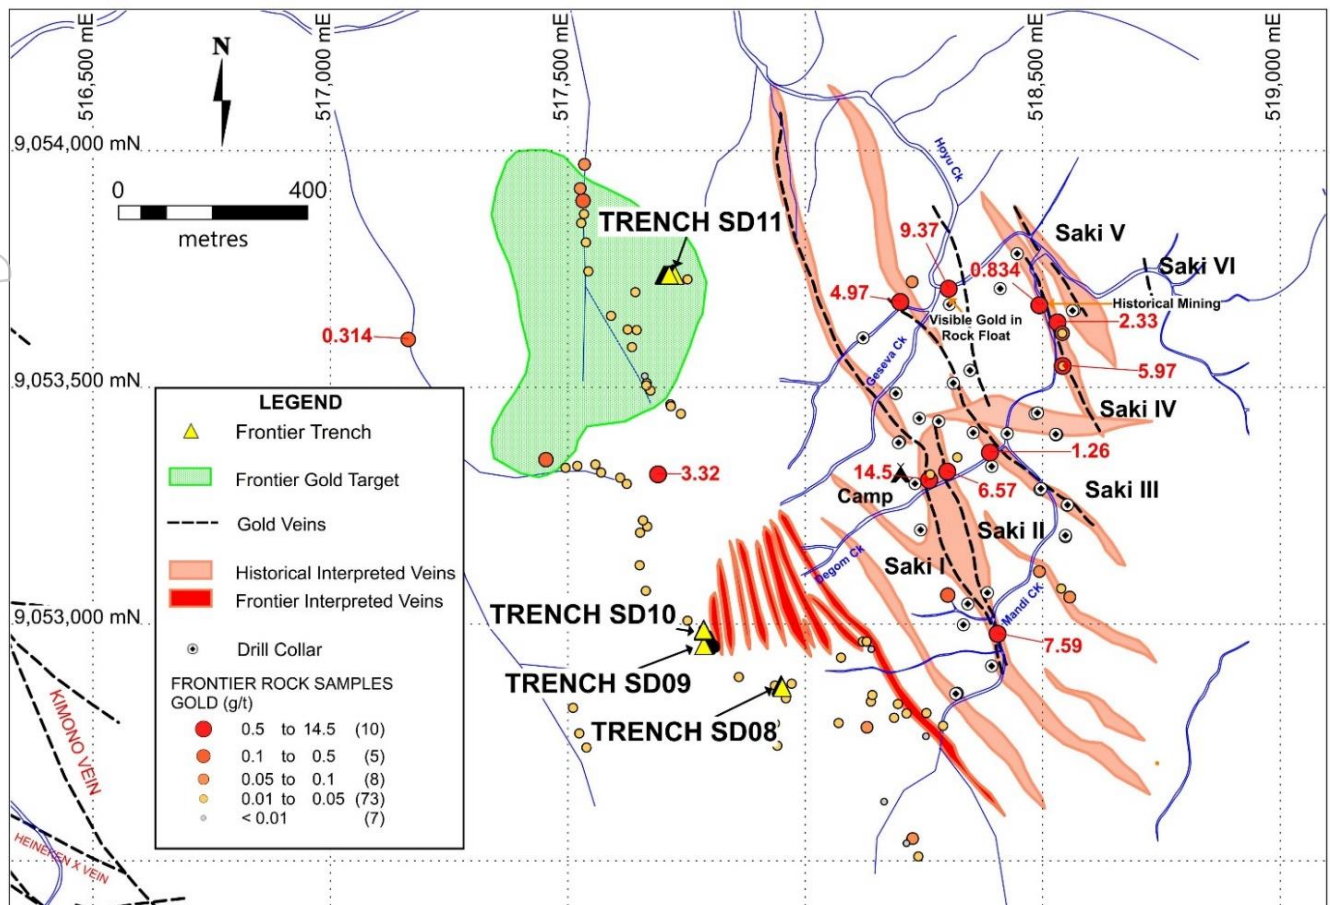 516,500 mE
517,000 mE
517,500 mE
518,500 mE
519,000 mE
N
9,054,000 mN
0 400
metres
Hoyu Ck
TRENCH SD11
9.37
0.834
Saki V
Saki VI
4.97
Historical Mining
Visible Gold in
Rock Float
2.33
0.314
Geseva Ck
5.97
9,053,500 mN
Saki IV
1.26
14.5
Camp
6.57
3.32
Saki III
Saki II
Saki I
Degom Ck
Mandi CK
9,053,000 mN
TRENCH SD10
7.59
TRENCH SD09
TRENCH SD08
KIMONO VEIN
HEINEKEN X VEIN
LEGEND
Frontier Trench
Frontier Gold Target
Gold Veins
Historical Interpreted Veins
Frontier Interpreted Veins
Drill Collar
FRONTIER ROCK SAMPLES
GOLD (g/t)
0.5 to 14.5 (10)
0.1 to 0.5 (5)
0.05 to 0.1 (8)
0.01 to 0.05 (73)
< 0.01 (7)